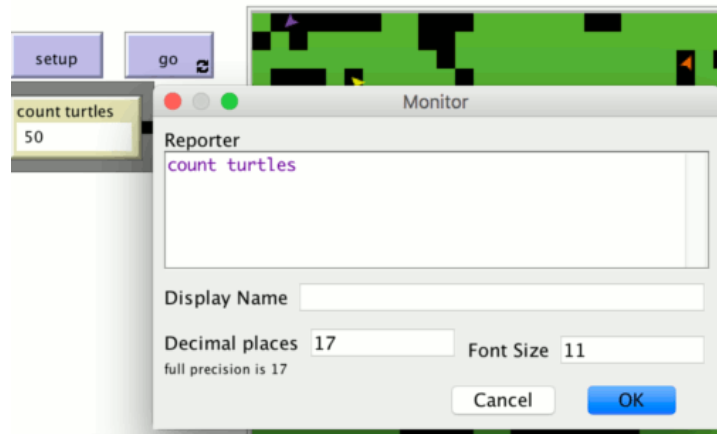 setup
go
count turtles
50
Monitor
Reporter
count turtles
Display Name
Decimal places 17
full precision is 17
Font Size 11
Cancel
OK